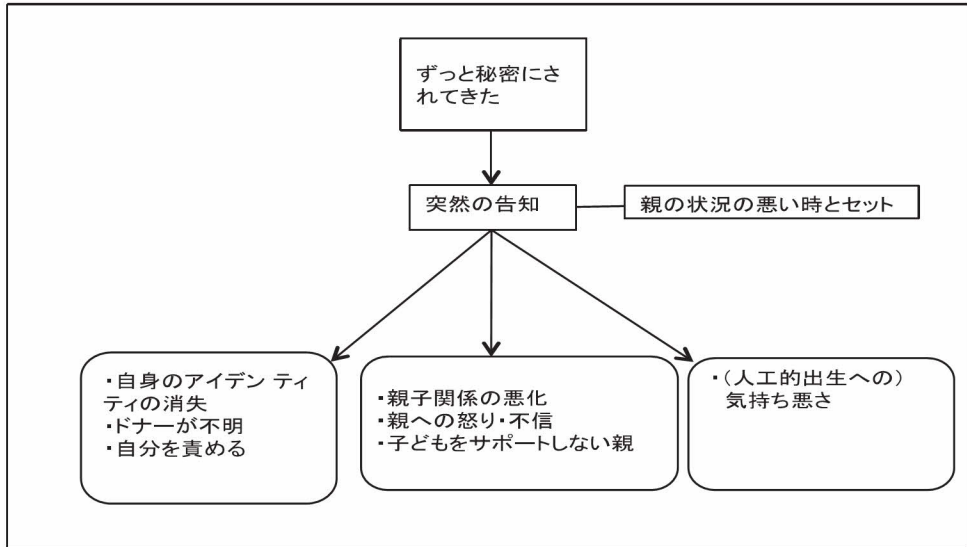 ずっと秘密にさ
れてきた
突然の告知
親の状況の悪い時とセット
・自身のアイデン ティ
ティの消失
・ドナーが不明
・自分を責める
・親子関係の悪化
・親への怒り・不信
・子どもをサポートしない親
・(人工的出生への)
気持ち悪さ